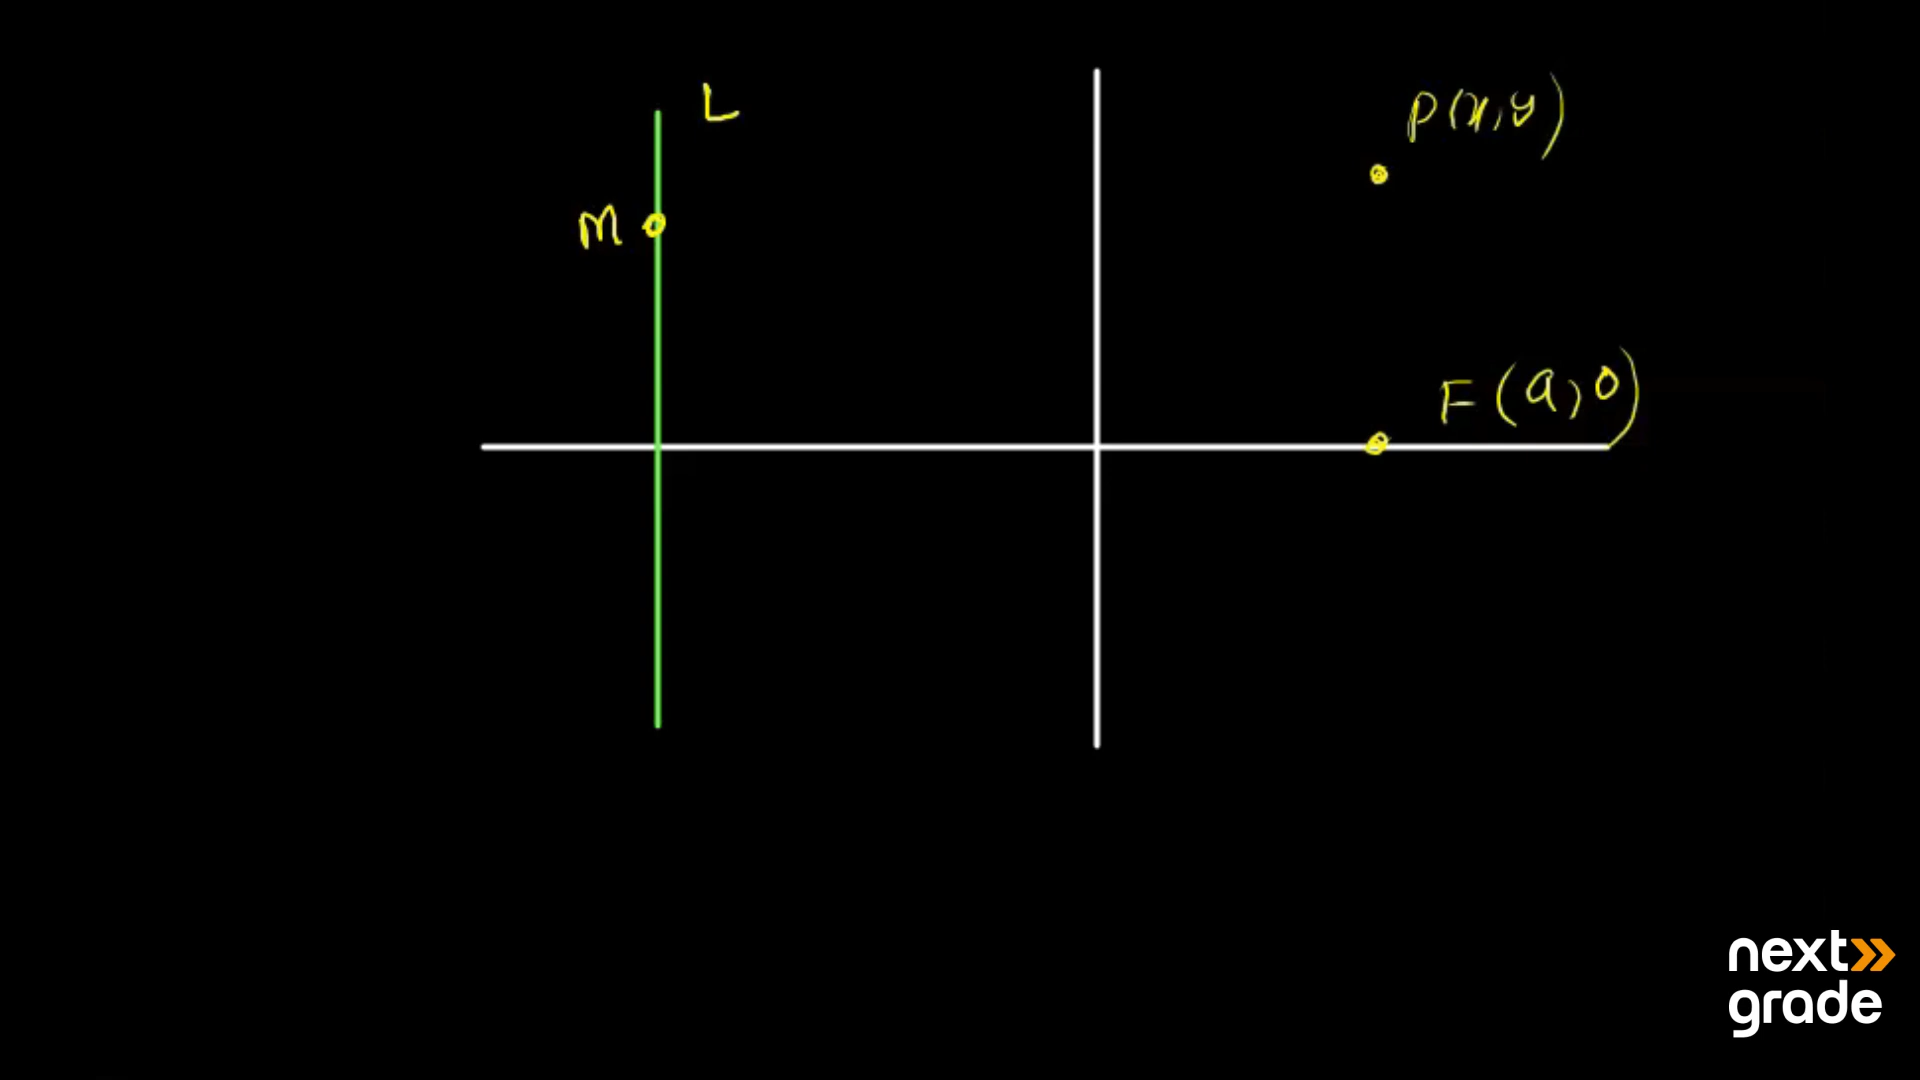 L
P(x,y)
M
F(a,0)
next
grade